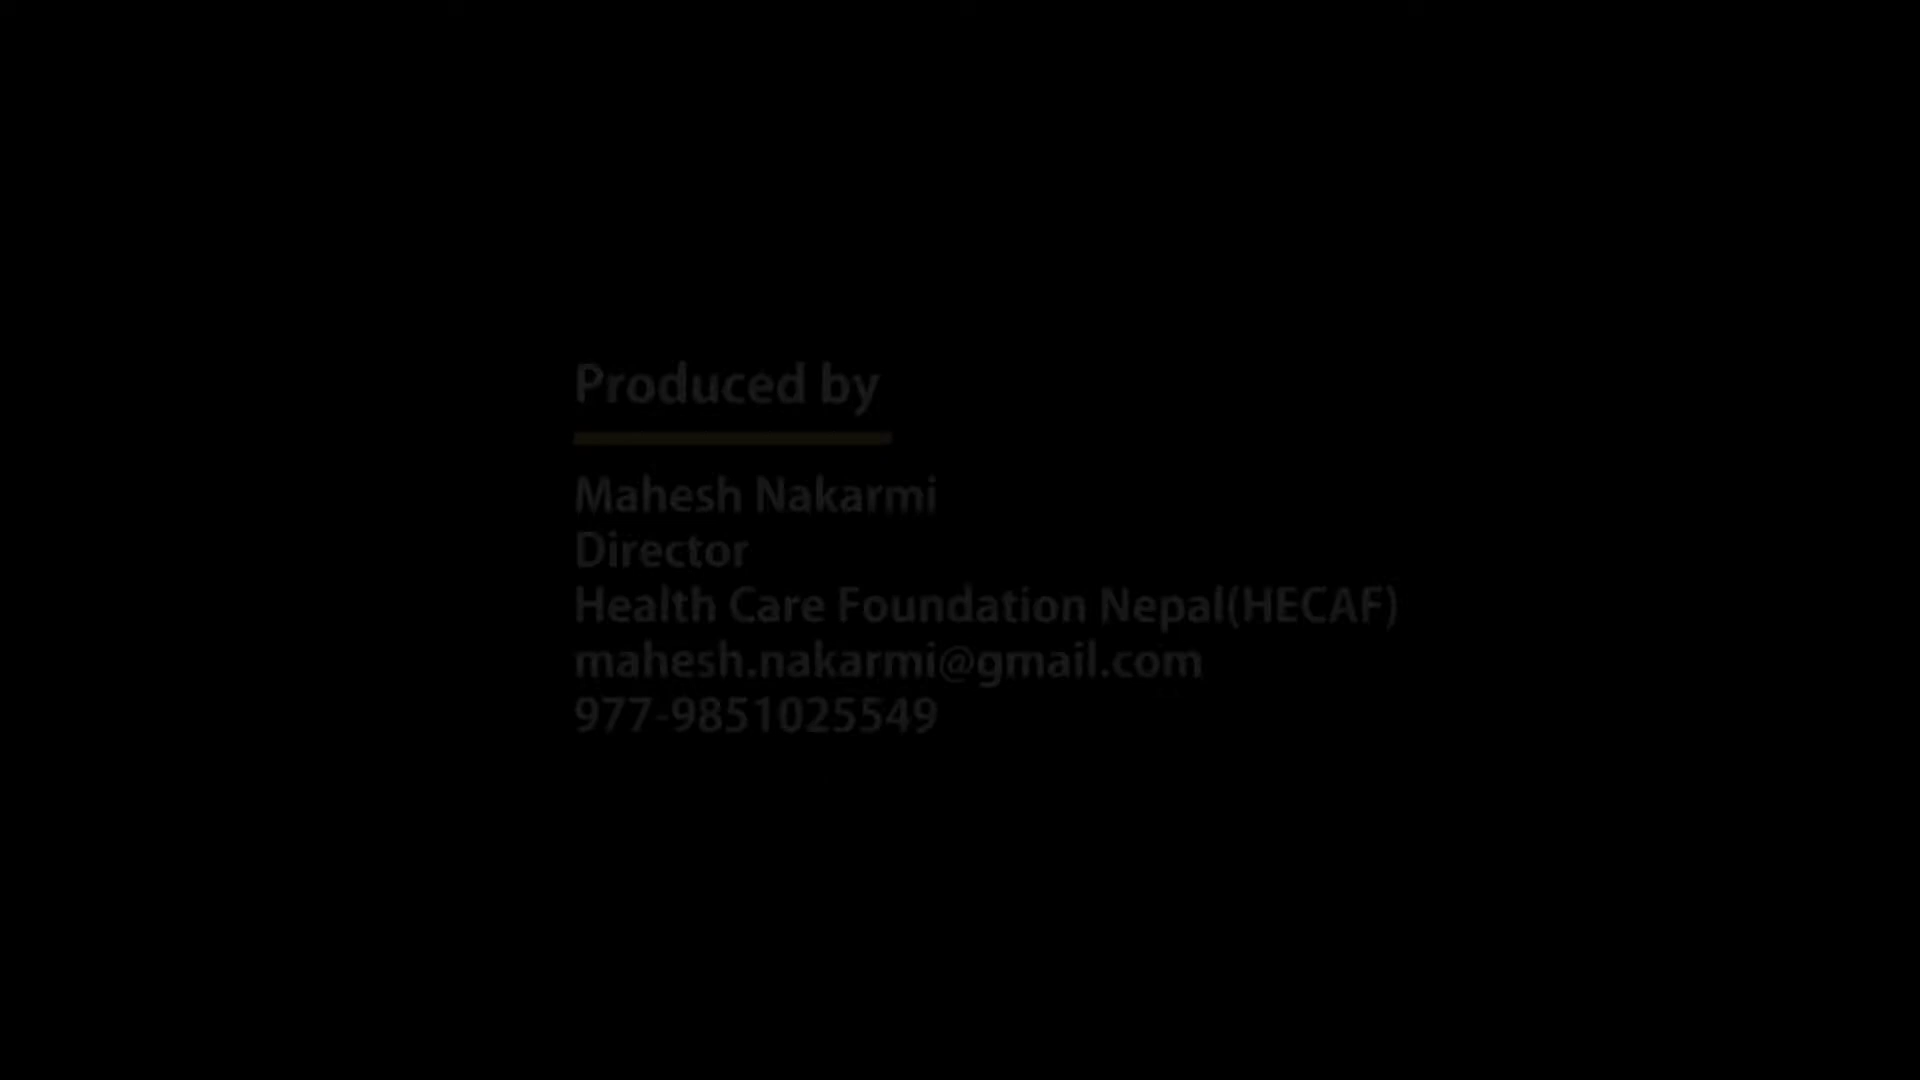 Produced by
Mahesh Nakarmi
Director
Health Care Foundation Nepal(HECAF)
mahesh.nakarmi@gmail.com
977-9851025549